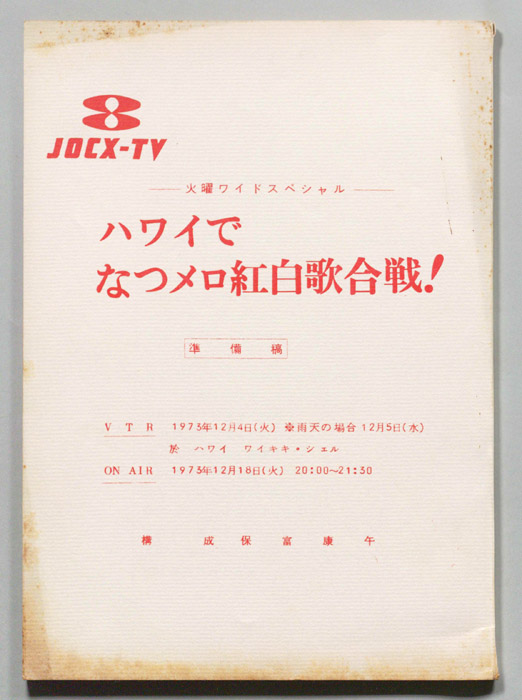 8
JOCX-TV
火曜ワイドスペシャル
ハワイで
なつメロ紅白歌合戦!
準備稿
VTR 1973年12月4日(火) ※雨天の場合12月5日(水)
於 ハワイ ワイキキ・シェル
ON AIR 1973年12月18日(火) 20:00~21:30
構成 保富康午